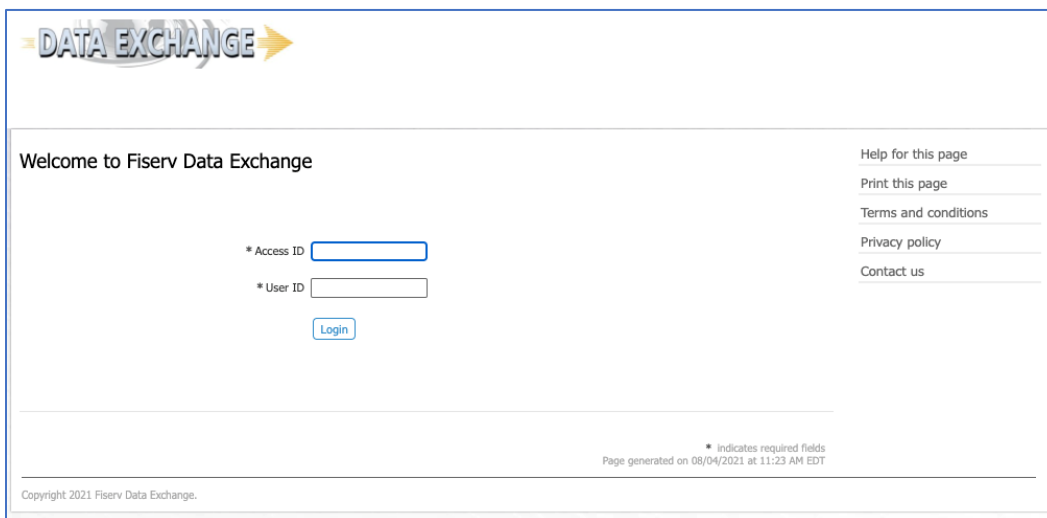 DATA EXCHANGE
Welcome to Fiserv Data Exchange
* Access ID
* User ID
Login
Help for this page
Print this page
Terms and conditions
Privacy policy
Contact us
* indicates required fields
Page generated on 08/04/2021 at 11:23 AM EDT
Copyright 2021 Fiserv Data Exchange.